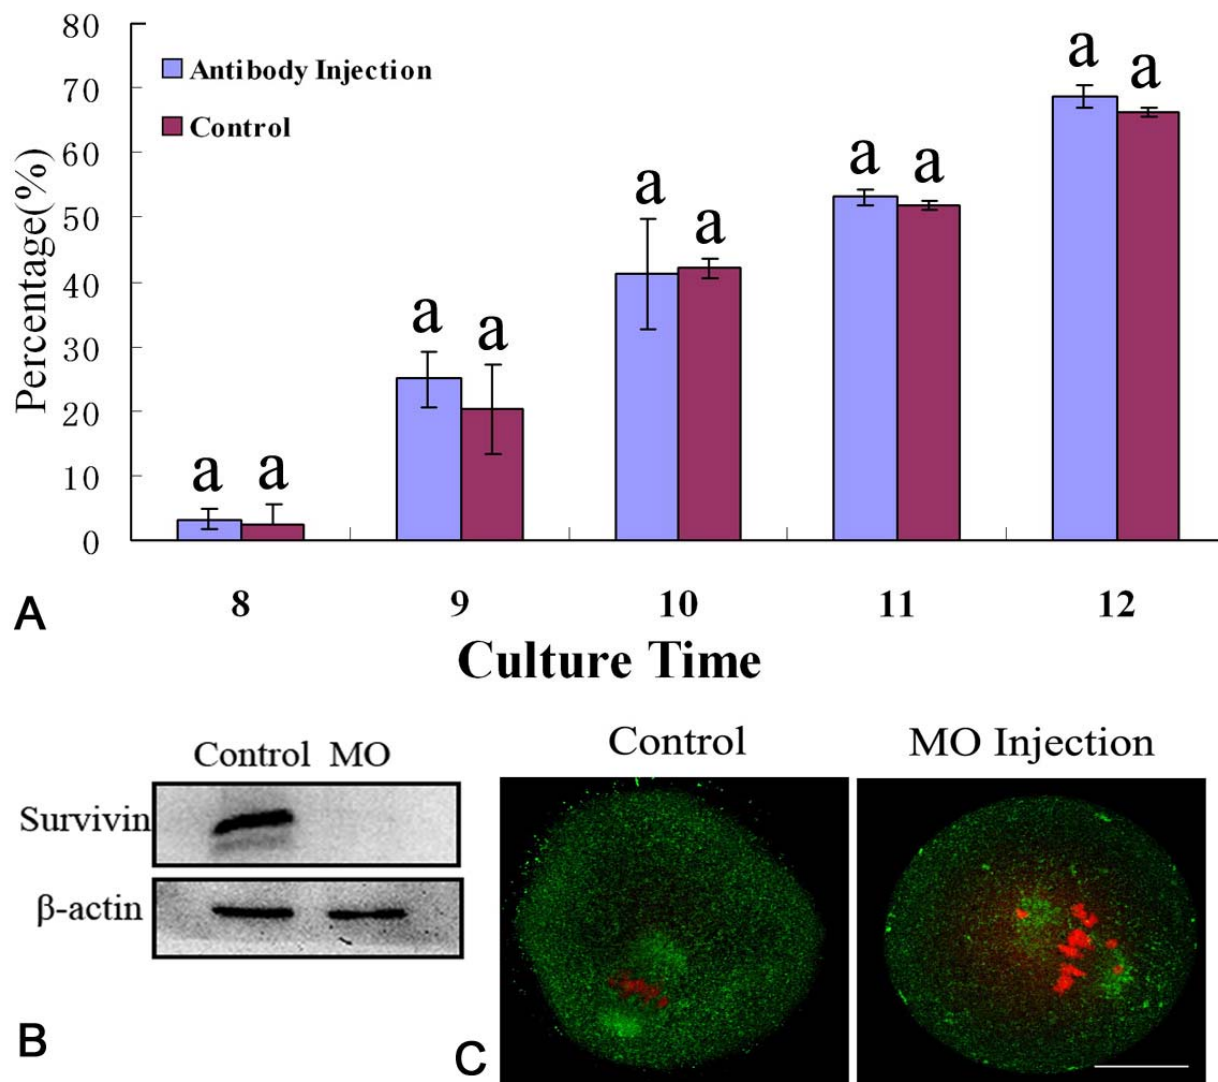 80
70
60
50
40
30
20
10
0
Percentage(%)
Antibody Injection
Control
a a
a a
a a
a a
a a
8 9 10 11 12
Culture Time
A
Control MO
Survivin
β-actin
B
Control
MO Injection
C